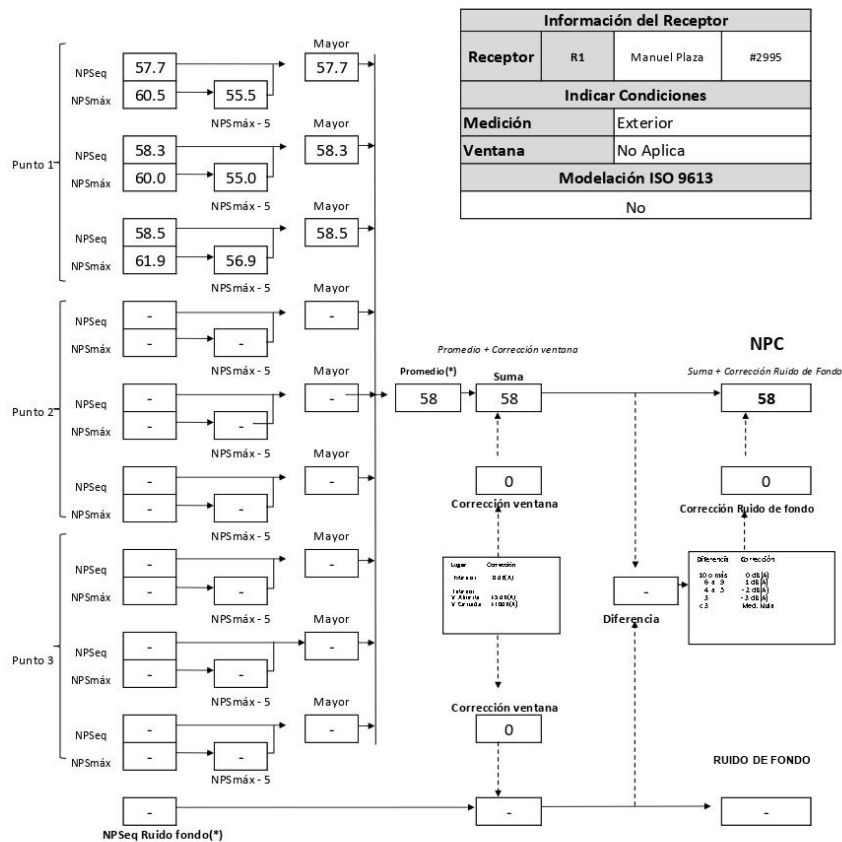 Información del Receptor
Receptor R1 Manuel Plaza #2995
Indicar Condiciones
Medición Exterior
Ventana No Aplica
Modelación ISO 9613
No
Punto 1
Mayor
NPSeq 57.7 57.7
NPSmáx 60.5 55.5
NPSmáx - 5
Mayor
NPSeq 58.3 58.3
NPSmáx 60.0 55.0
NPSmáx - 5
Mayor
NPSeq 58.5 58.5
NPSmáx 61.9 56.9
NPSmáx - 5
Punto 2
Mayor
NPSeq - -
NPSmáx - -
NPSmáx - 5
Mayor
NPSeq - -
NPSmáx - -
NPSmáx - 5
Mayor
NPSeq - -
NPSmáx - -
NPSmáx - 5
Punto 3
Mayor
NPSeq - -
NPSmáx - -
NPSmáx - 5
Mayor
NPSeq - -
NPSmáx - -
NPSmáx - 5
Mayor
NPSeq - -
NPSmáx - -
NPSmáx - 5
-
NPSeq Ruido fondo(*)
Promedio + Corrección ventana
Promedio(*) Suma
58 58
0
Corrección ventana
Lugar Corrección
Corrección ventana
0
-
NPC
Suma + Corrección Ruido de Fondo
58
0
Corrección Ruido de fondo
Diferencia Corrección
10 o más 0 dB(A)
-
Diferencia
RUIDO DE FONDO
-